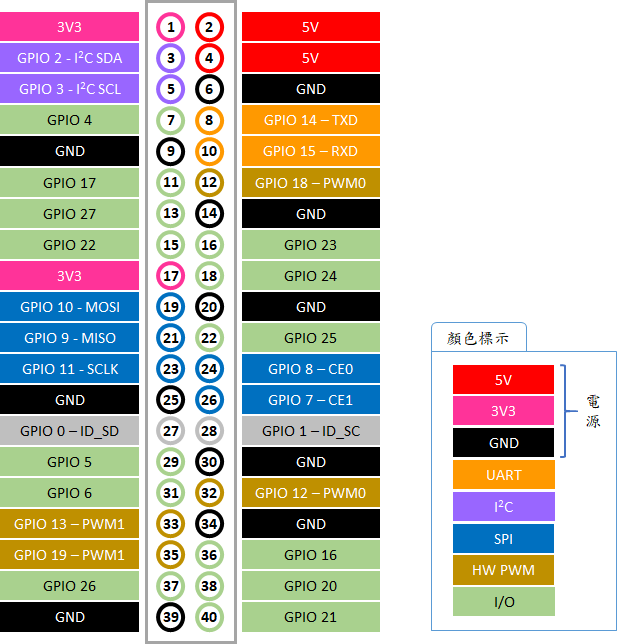 3V3 1 2 5V
GPIO 2 - I²C SDA 3 4 5V
GPIO 3 - I²C SCL 5 6 GND
GPIO 4 7 8 GPIO 14 – TXD
GND 9 10 GPIO 15 – RXD
GPIO 17 11 12 GPIO 18 – PWM0
GPIO 27 13 14 GND
GPIO 22 15 16 GPIO 23
3V3 17 18 GPIO 24
GPIO 10 - MOSI 19 20 GND
GPIO 9 - MISO 21 22 GPIO 25
GPIO 11 - SCLK 23 24 GPIO 8 – CE0
GND 25 26 GPIO 7 – CE1
GPIO 0 – ID_SD 27 28 GPIO 1 – ID_SC
GPIO 5 29 30 GND
GPIO 6 31 32 GPIO 12 – PWM0
GPIO 13 – PWM1 33 34 GND
GPIO 19 – PWM1 35 36 GPIO 16
GPIO 26 37 38 GPIO 20
GND 39 40 GPIO 21
顏色標示
5V
3V3
GND
電源
UART
I²C
SPI
HW PWM
I/O